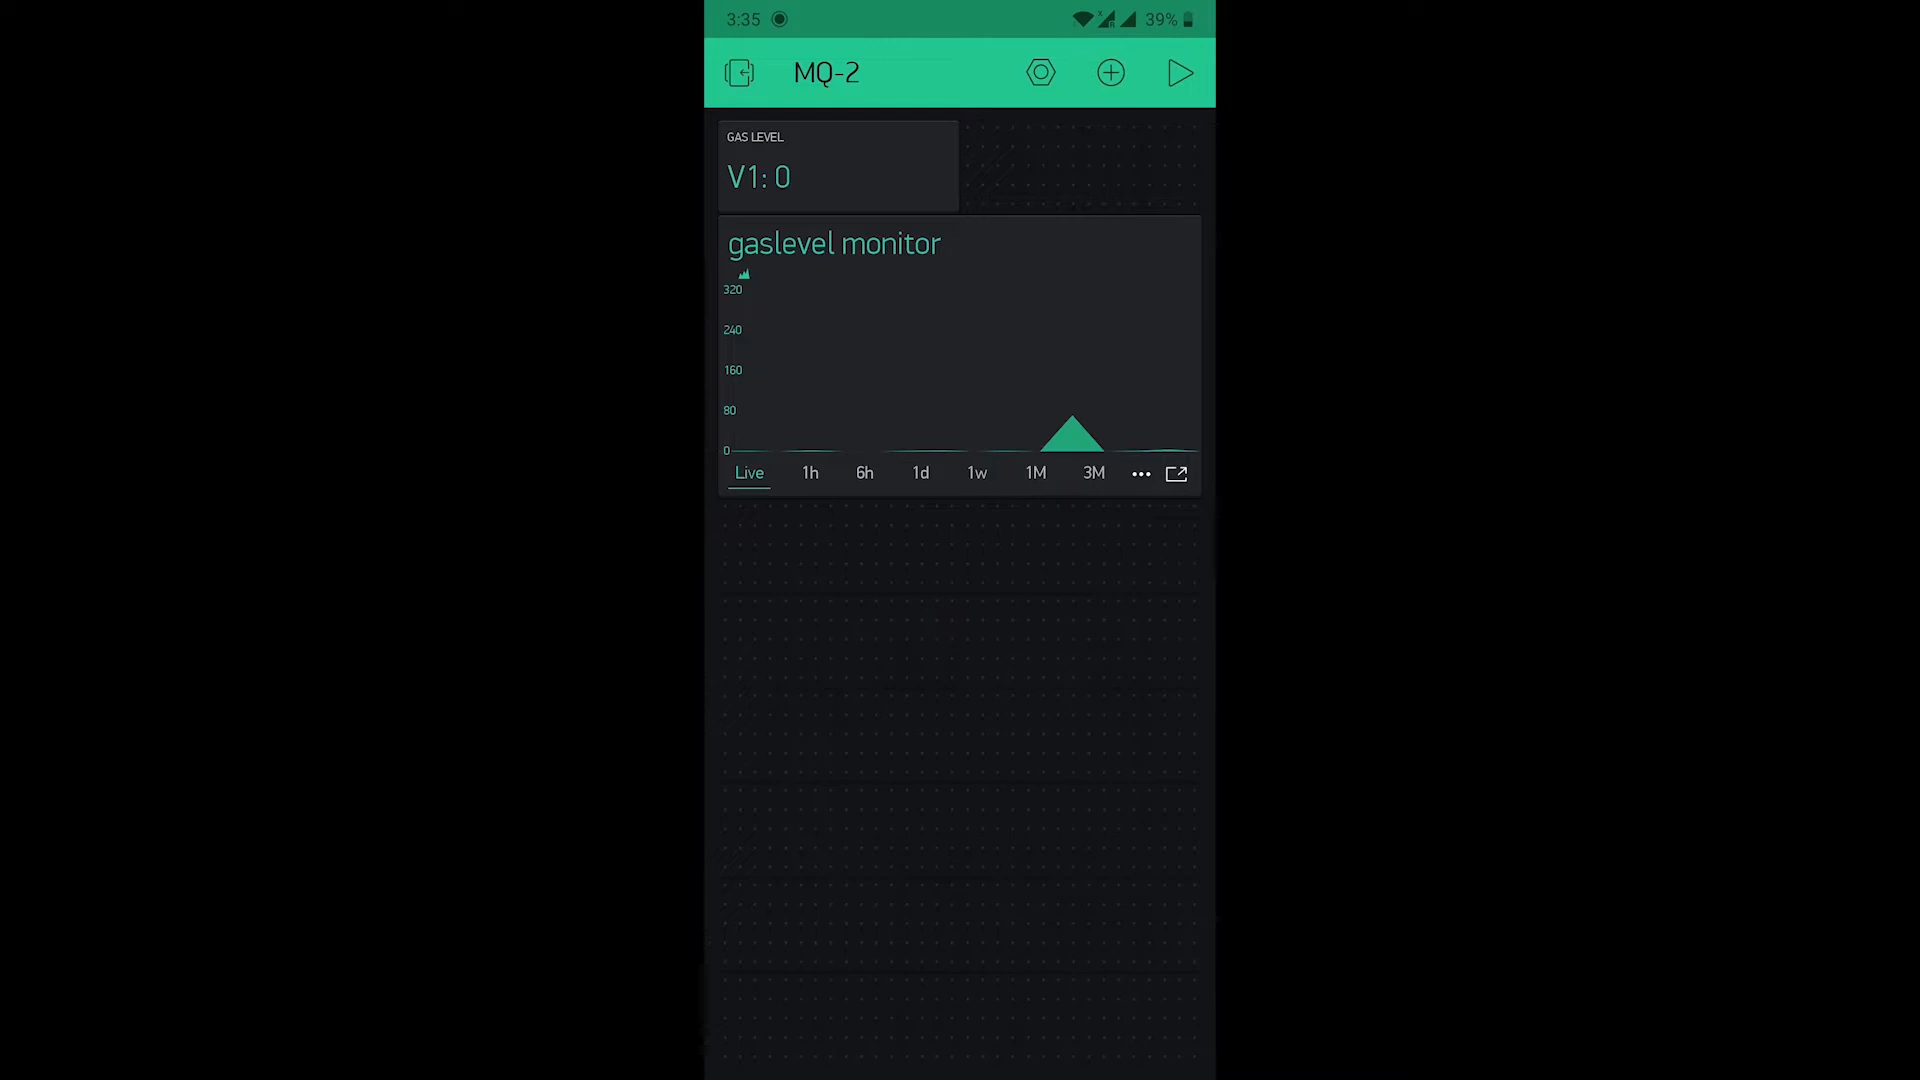 3:35
39%
MQ-2
GAS LEVEL
V1: 0
gaslevel monitor
320
240
160
80
0
Live 1h 6h 1d 1w 1M 3M